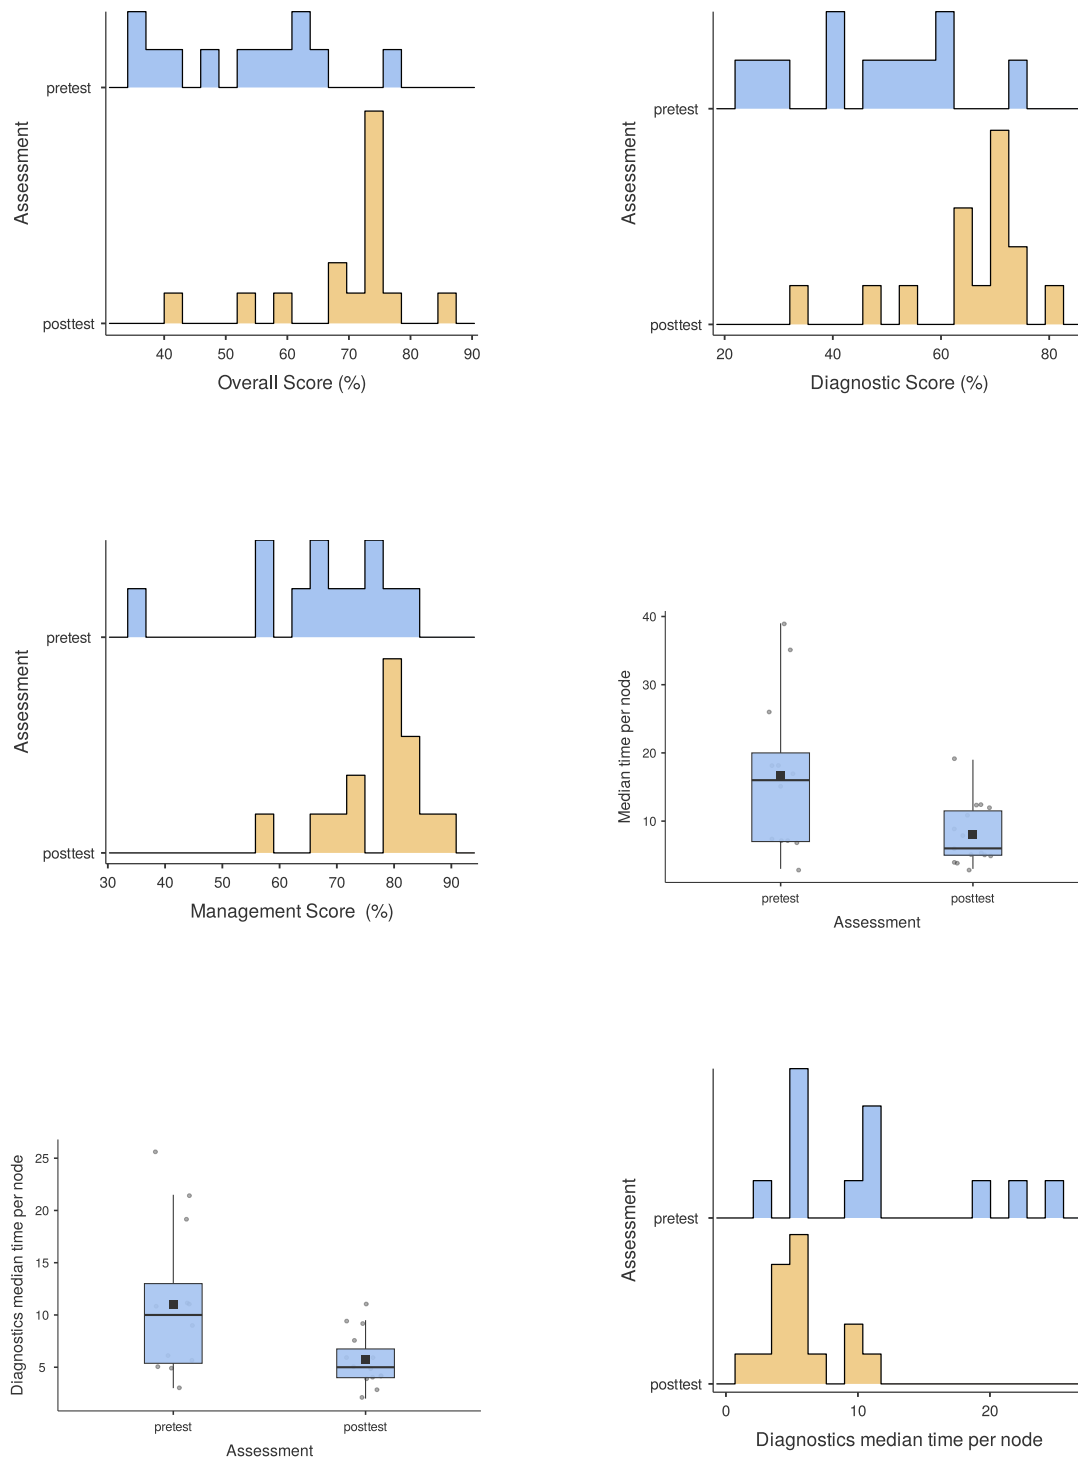 pretest
Assessment
posttest
40 50 60 70 80 90
Overall Score (%)
pretest
Assessment
posttest
20 40 60 80
Diagnostic Score (%)
pretest
Assessment
posttest
30 40 50 60 70 80 90
Management Score (%)
40
30
20
10
Median time per node
pretest posttest
Assessment
25
20
15
10
5
Diagnostics median time per node
pretest posttest
Assessment
pretest
Assessment
posttest
0 10 20
Diagnostics median time per node